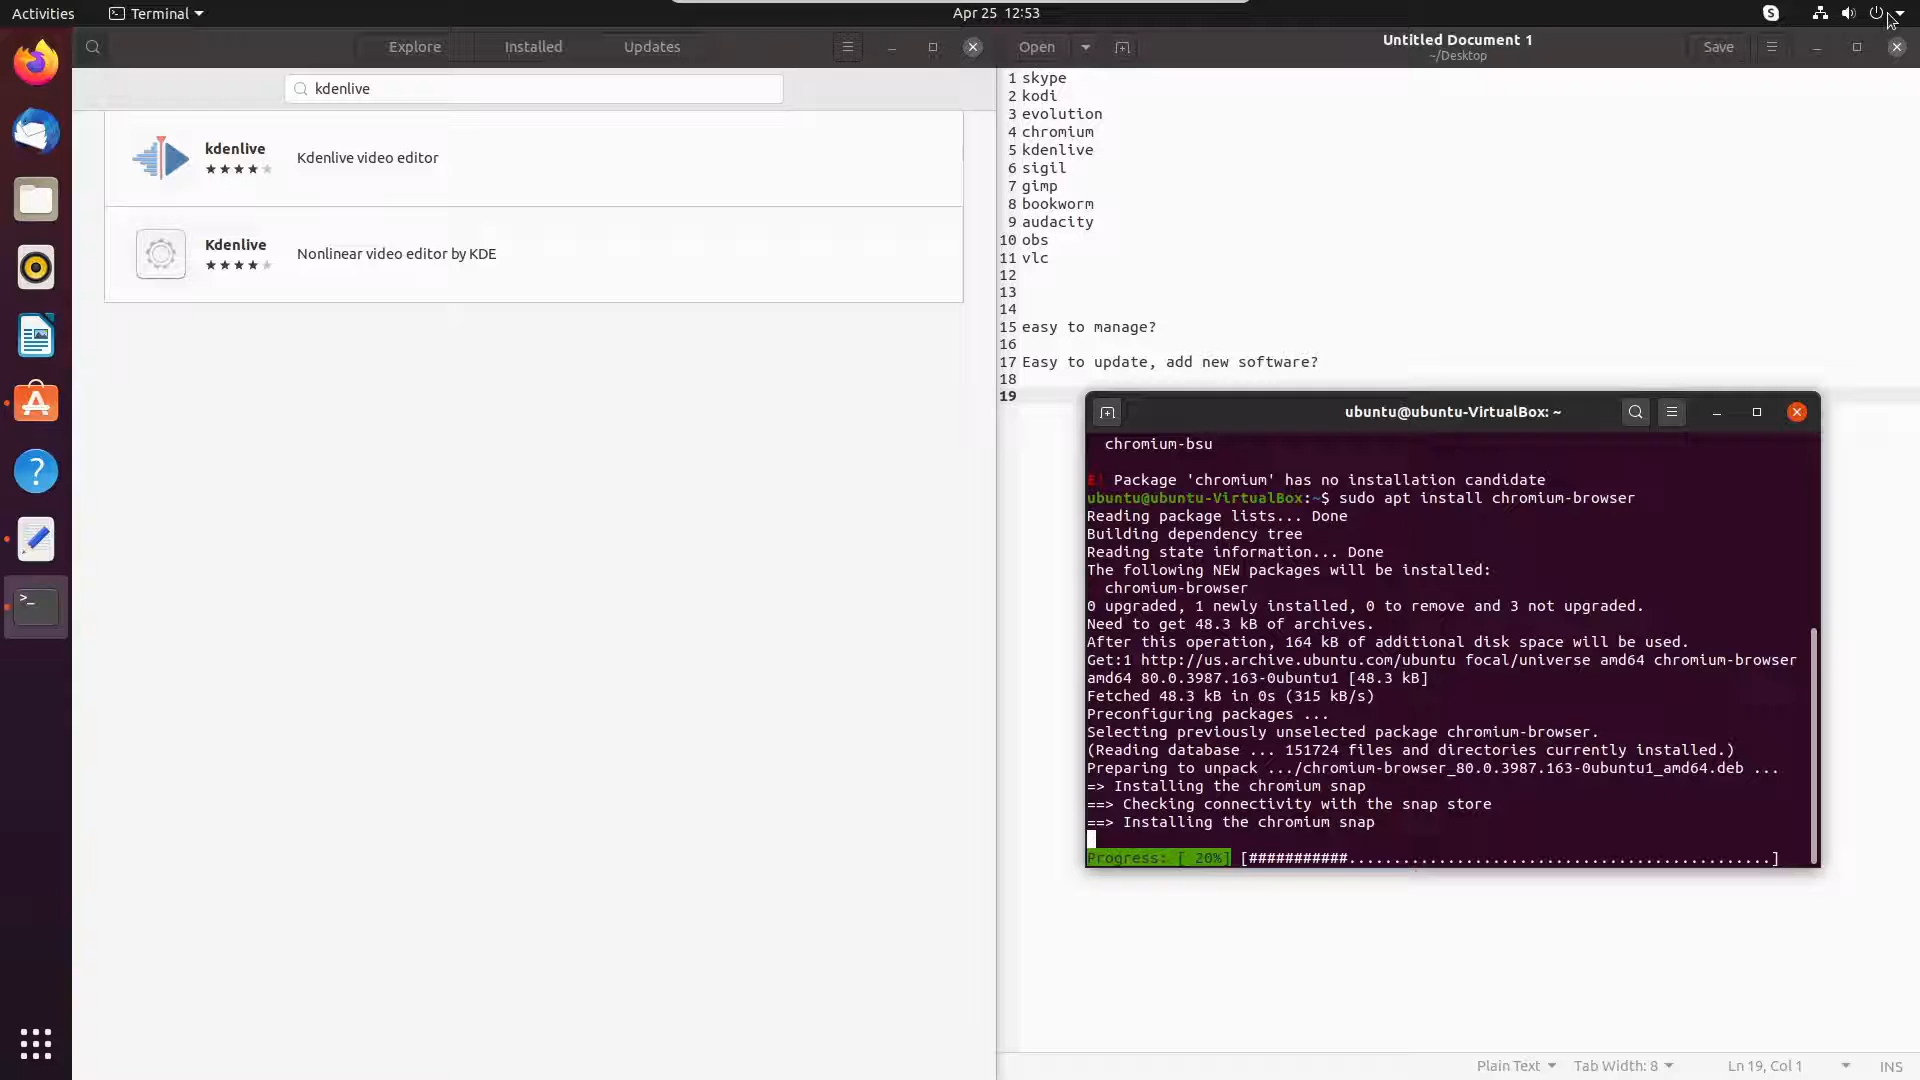 Activities
Terminal
Apr 25 12:53
Explore
Installed
Updates
kdenlive
kdenlive
Kdenlive video editor
Kdenlive
Nonlinear video editor by KDE
Open
Untitled Document 1
~/Desktop
Save
1 skype
2 kodi
3 evolution
4 chromium
5 kdenlive
6 sigil
7 gimp
8 bookworm
9 audacity
10 obs
11 vlc
12
13
14
15 easy to manage?
16
17 Easy to update, add new software?
18
19
ubuntu@ubuntu-VirtualBox: ~
chromium-bsu
E: Package 'chromium' has no installation candidate
ubuntu@ubuntu-VirtualBox:~$ sudo apt install chromium-browser
Reading package lists... Done
Building dependency tree
Reading state information... Done
The following NEW packages will be installed:
chromium-browser
0 upgraded, 1 newly installed, 0 to remove and 3 not upgraded.
Need to get 48.3 kB of archives.
After this operation, 164 kB of additional disk space will be used.
Get:1 http://us.archive.ubuntu.com/ubuntu focal/universe amd64 chromium-browser
amd64 80.0.3987.163-0ubuntu1 [48.3 kB]
Fetched 48.3 kB in 0s (315 kB/s)
Preconfiguring packages ...
Selecting previously unselected package chromium-browser.
(Reading database ... 151724 files and directories currently installed.)
Preparing to unpack .../chromium-browser_80.0.3987.163-0ubuntu1_amd64.deb ...
=> Installing the chromium snap
==> Checking connectivity with the snap store
==> Installing the chromium snap
Progress: [ 20%] [###########...............................................]
Plain Text
Tab Width: 8
Ln 19, Col 1
INS